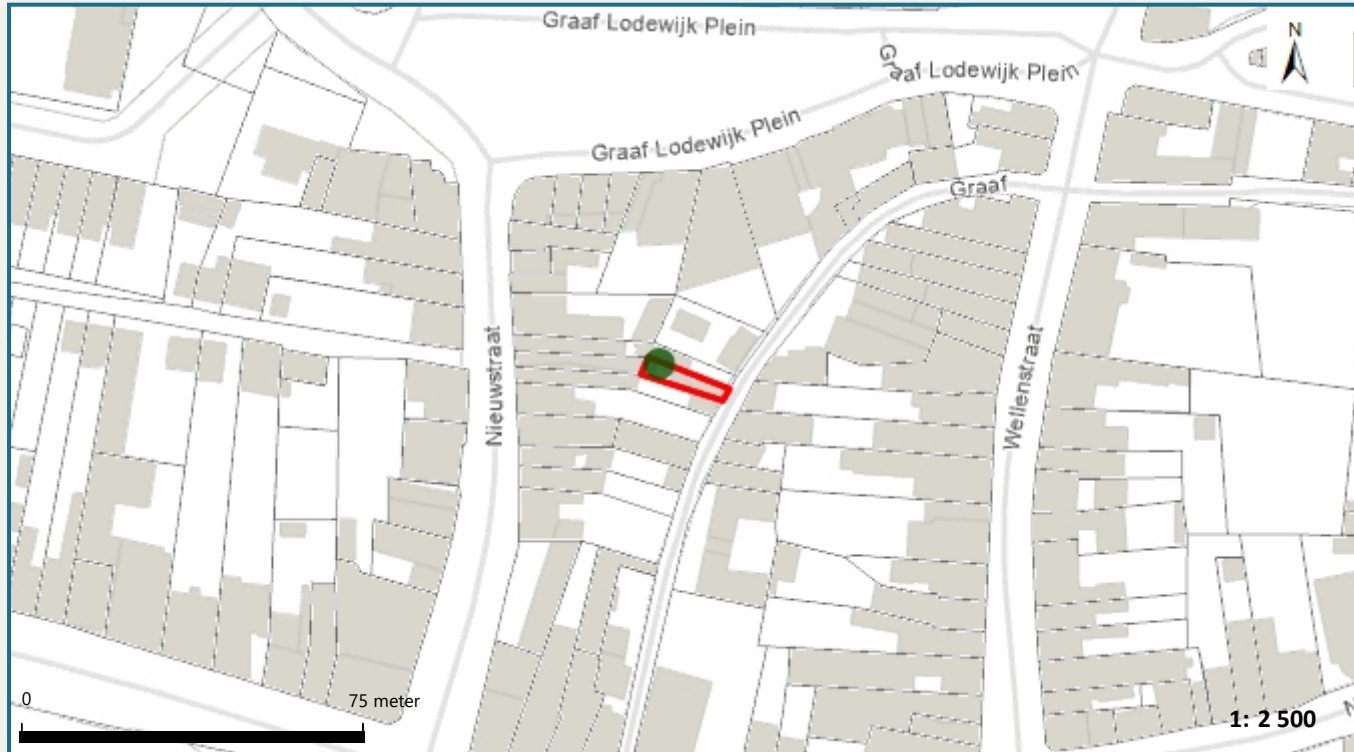 Graaf Lodewijk Plein
N
Graaf Lodewijk Plein
Graaf Lodewijk Plein
Graaf
Nieuwstraat
Wellenstraat
0
75 meter
1: 2 500
N